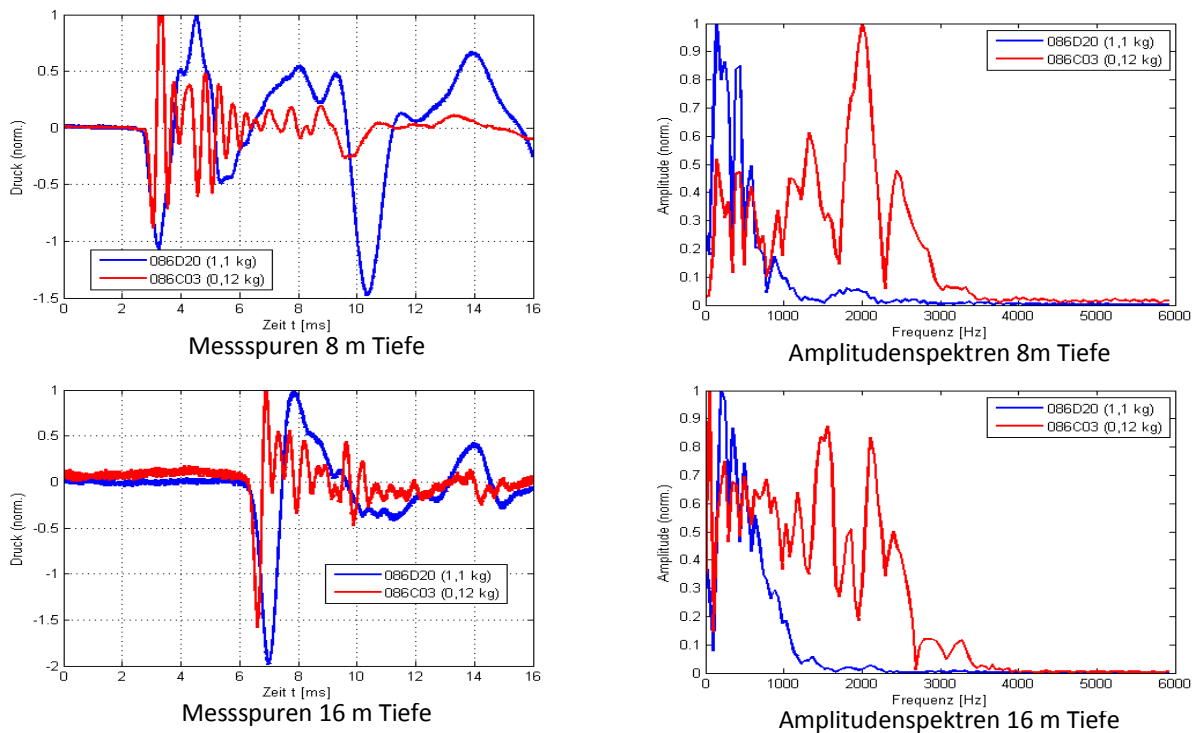 1
0.5
0
-0.5
-1
-1.5
Druck (norm.)
086D20 (1,1 kg)
086C03 (0,12 kg)
0 2 4 6 8 10 12 14 16
Zeit t [ms]
Messspuren 8 m Tiefe
1
0.9
0.8
0.7
0.6
0.5
0.4
0.3
0.2
0.1
0
Amplitude (norm.)
086D20 (1,1 kg)
086C03 (0,12 kg)
0 1000 2000 3000 4000 5000 6000
Frequenz [Hz]
Amplitudenspektren 8m Tiefe
1
0.5
0
-0.5
-1
-1.5
-2
Druck (norm.)
086D20 (1,1 kg)
086C03 (0,12 kg)
0 2 4 6 8 10 12 14 16
Zeit t [ms]
Messspuren 16 m Tiefe
1
0.9
0.8
0.7
0.6
0.5
0.4
0.3
0.2
0.1
0
Amplitude (norm.)
086D20 (1,1 kg)
086C03 (0,12 kg)
0 1000 2000 3000 4000 5000 6000
Frequenz [Hz]
Amplitudenspektren 16 m Tiefe